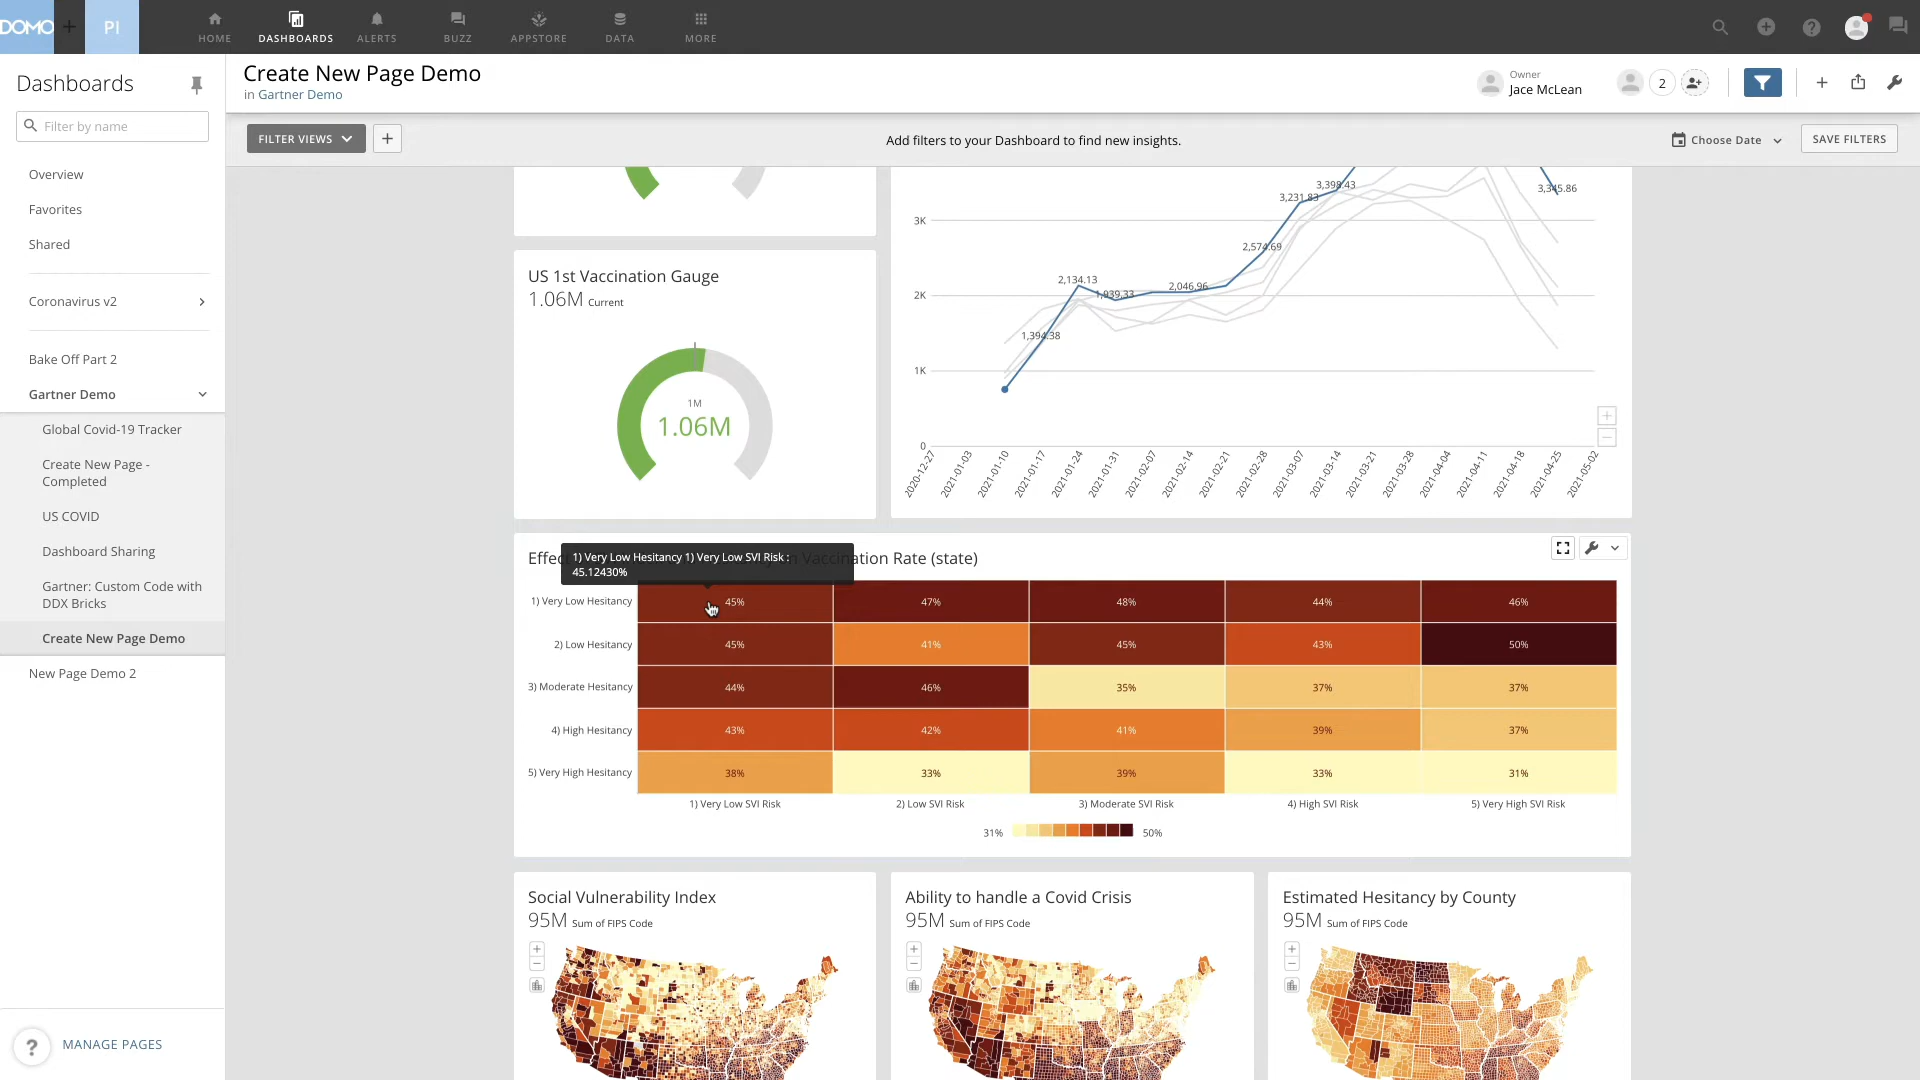 DOMO
PI
HOME
DASHBOARDS
ALERTS
BUZZ
APPSTORE
DATA
MORE
Dashboards
Filter by name
Overview
Favorites
Shared
Coronavirus v2
Bake Off Part 2
Gartner Demo
Global Covid-19 Tracker
Create New Page -
Completed
US COVID
Dashboard Sharing
Gartner: Custom Code with
DDX Bricks
Create New Page Demo
New Page Demo 2
? MANAGE PAGES
Create New Page Demo
in Gartner Demo
Owner
Jace McLean
2
FILTER VIEWS
Add filters to your Dashboard to find new insights.
Choose Date
SAVE FILTERS
US 1st Vaccination Gauge
1.06M Current
1M
1.06M
3,398.43
3,345.86
3,231.83
3K
2,574.69
2,134.13
2,046.96
1,939.33
2K
1,394.38
1K
0
2020-12-27
2021-01-03
2021-01-10
2021-01-17
2021-01-24
2021-01-31
2021-02-07
2021-02-14
2021-02-21
2021-02-28
2021-03-07
2021-03-14
2021-03-21
2021-03-28
2021-04-04
2021-04-11
2021-04-18
2021-04-25
2021-05-02
Vaccination Rate (state)
1) Very Low Hesitancy 1) Very Low SVI Risk :
45.12430%
1) Very Low Hesitancy 45% 47% 48% 44% 46%
2) Low Hesitancy 45% 41% 45% 43% 50%
3) Moderate Hesitancy 44% 46% 35% 37% 37%
4) High Hesitancy 43% 42% 41% 39% 37%
5) Very High Hesitancy 38% 33% 39% 33% 31%
1) Very Low SVI Risk 2) Low SVI Risk 3) Moderate SVI Risk 4) High SVI Risk 5) Very High SVI Risk
31% 50%
Social Vulnerability Index
95M Sum of FIPS Code
Ability to handle a Covid Crisis
95M Sum of FIPS Code
Estimated Hesitancy by County
95M Sum of FIPS Code